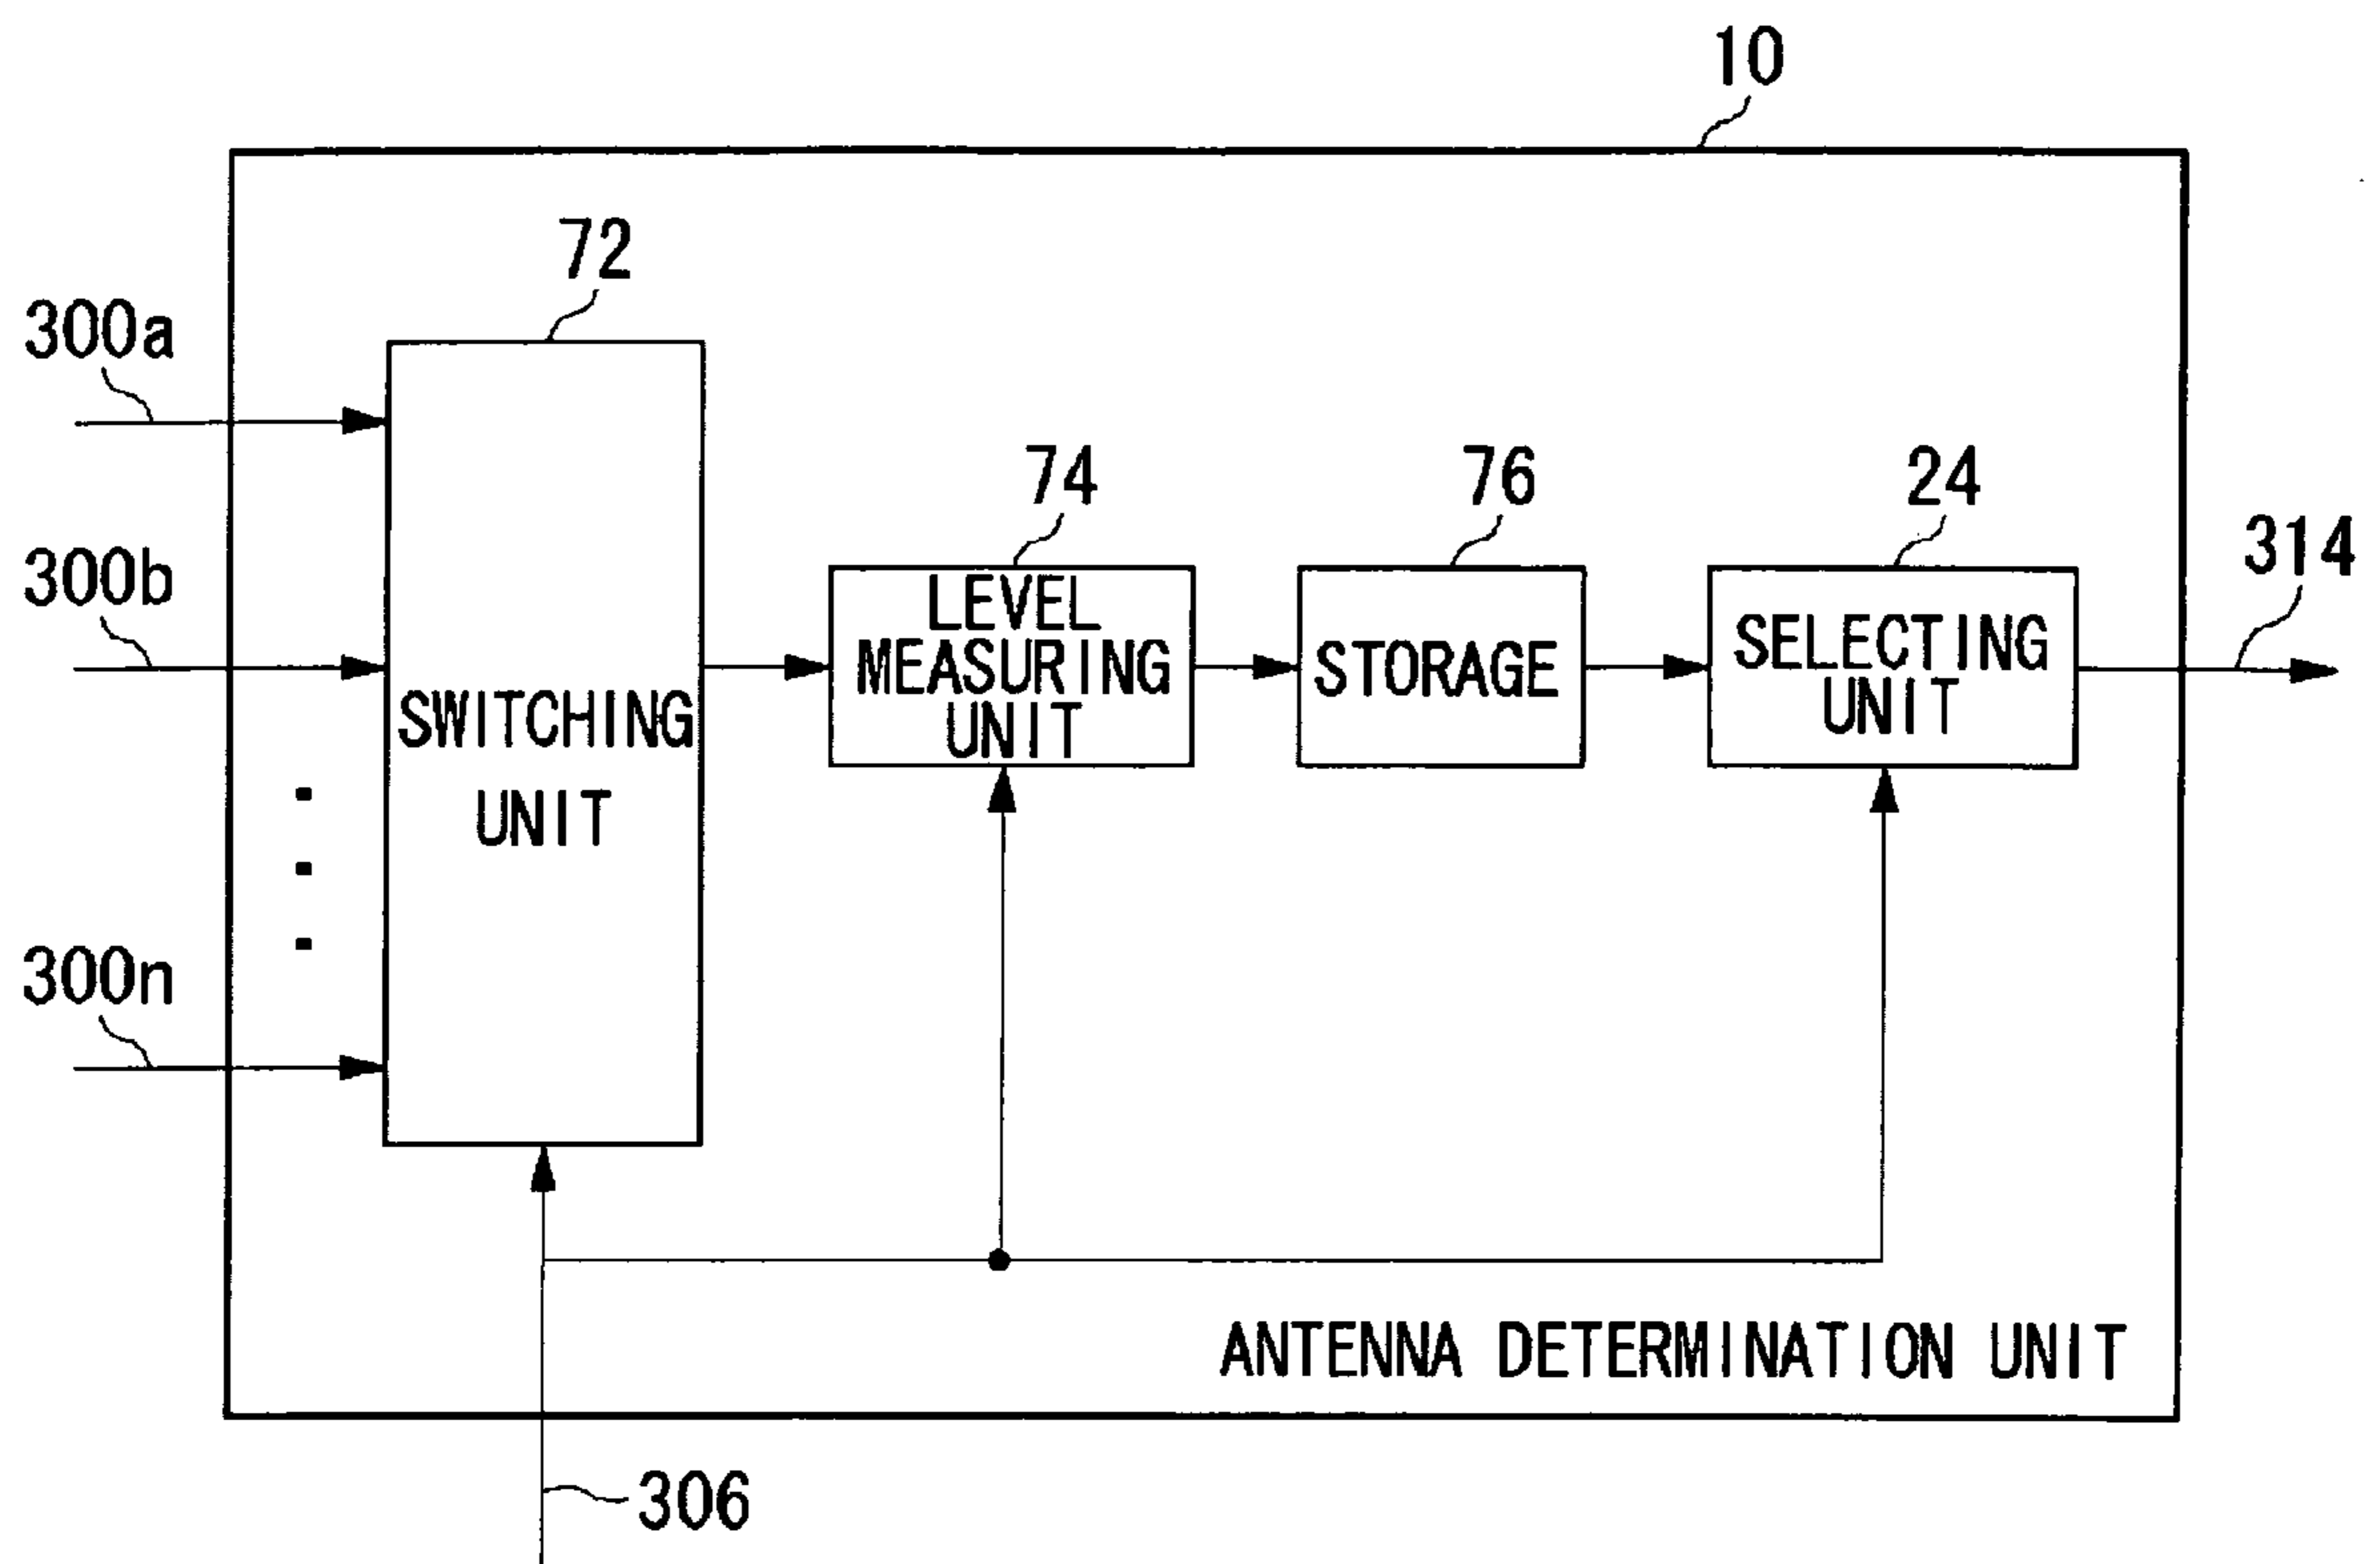 10
72
300a
74
76
24
314
300b
LEVEL
MEASURING
UNIT
STORAGE
SELECTING
UNIT
SWITCHING
UNIT
300n
ANTENNA DETERMINATION UNIT
306